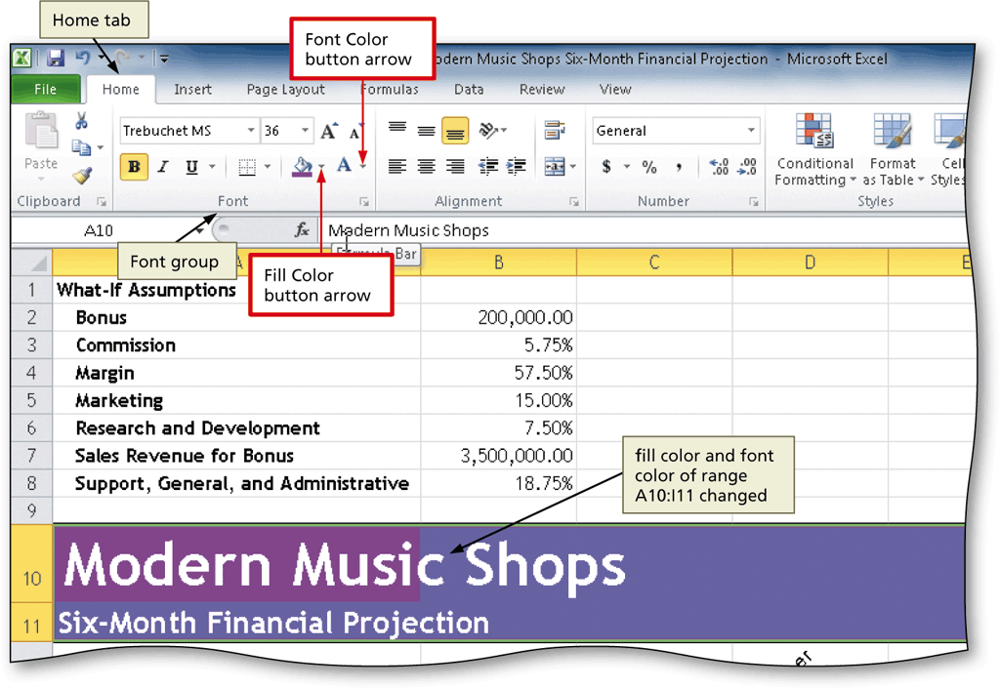 Home tab
Font Color
button arrow
odern Music Shops Six-Month Financial Projection - Microsoft Excel
File Home Insert Page Layout Formulas Data Review View
Trebuchet MS 36 A A General
Paste B I U A $ % , .0 .00 .00 .0 Conditional Formatting Format as Table Cell Styles
Clipboard Font Alignment Number Styles
A10 fx Modern Music Shops
Font group
Formula Bar
Fill Color
button arrow
A B C D E
1 What-If Assumptions
2 Bonus 200,000.00
3 Commission 5.75%
4 Margin 57.50%
5 Marketing 15.00%
6 Research and Development 7.50%
7 Sales Revenue for Bonus 3,500,000.00
8 Support, General, and Administrative 18.75%
9
fill color and font
color of range
A10:I11 changed
10 Modern Music Shops
11 Six-Month Financial Projection
er